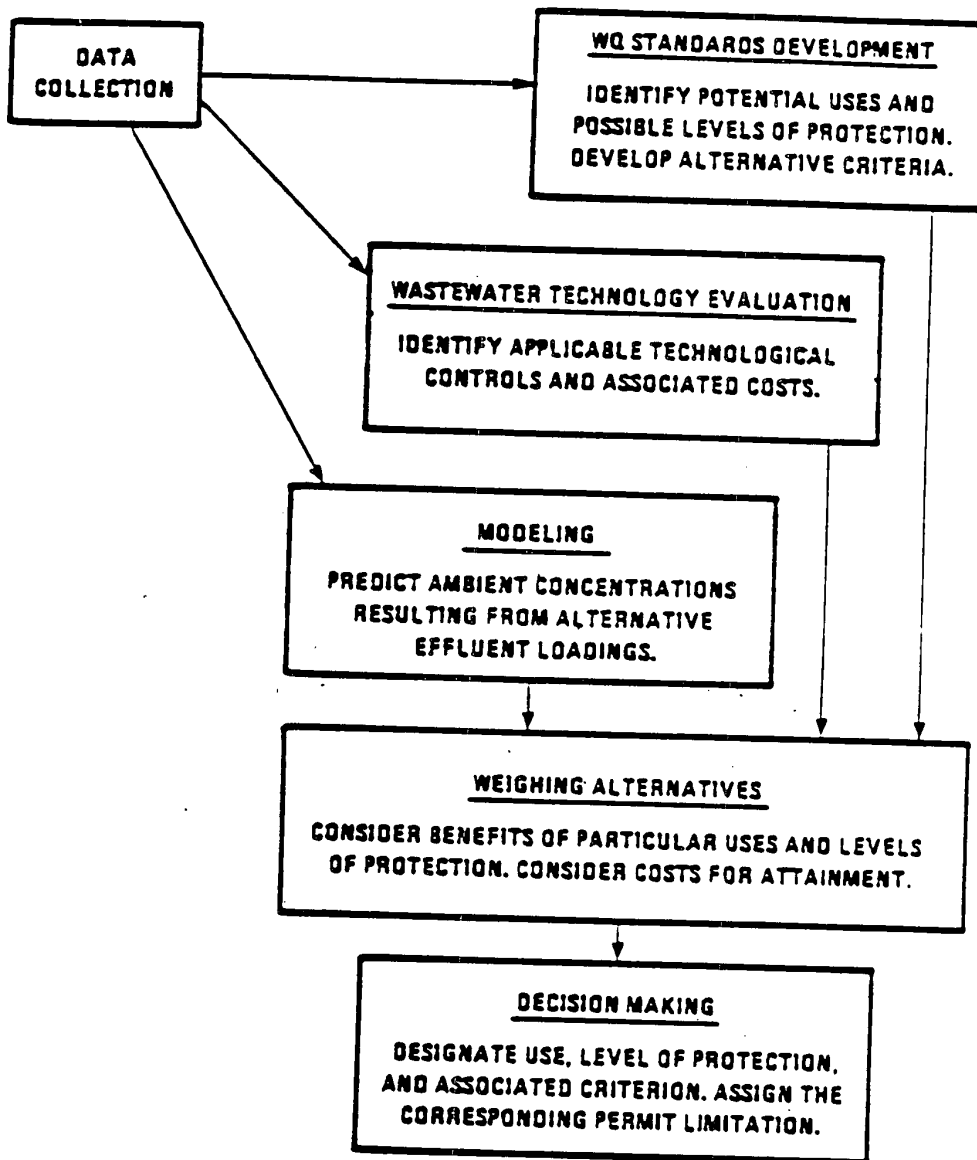 DATA
COLLECTION
WQ STANDARDS DEVELOPMENT
IDENTIFY POTENTIAL USES AND
POSSIBLE LEVELS OF PROTECTION.
DEVELOP ALTERNATIVE CRITERIA.
WASTEWATER TECHNOLOGY EVALUATION
IDENTIFY APPLICABLE TECHNOLOGICAL
CONTROLS AND ASSOCIATED COSTS.
MODELING
PREDICT AMBIENT CONCENTRATIONS
RESULTING FROM ALTERNATIVE
EFFLUENT LOADINGS.
WEIGHING ALTERNATIVES
CONSIDER BENEFITS OF PARTICULAR USES AND LEVELS
OF PROTECTION. CONSIDER COSTS FOR ATTAINMENT.
DECISION MAKING
DESIGNATE USE, LEVEL OF PROTECTION,
AND ASSOCIATED CRITERION. ASSIGN THE
CORRESPONDING PERMIT LIMITATION.